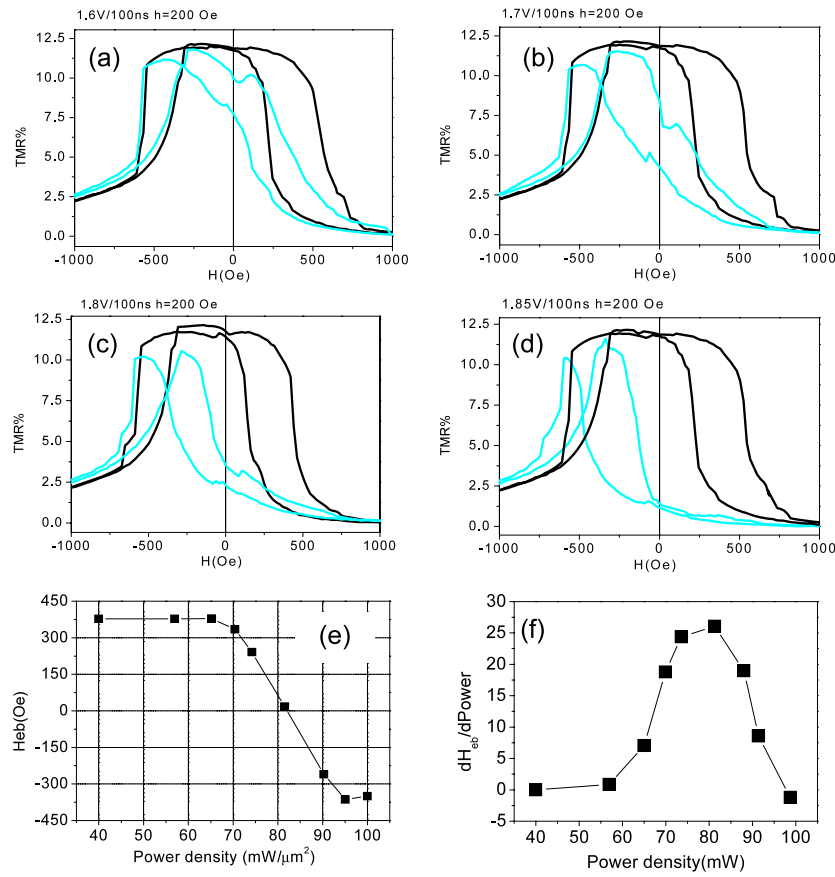 1.6V/100ns h=200 Oe
(a)
TMR%
12.5
10.0
7.5
5.0
2.5
0.0
-1000 -500 0 500 1000
H(Oe)
1.7V/100ns h=200 Oe
(b)
TMR%
12.5
10.0
7.5
5.0
2.5
0.0
-1000 -500 0 500 1000
H(Oe)
1.8V/100ns h=200 Oe
(c)
TMR%
12.5
10.0
7.5
5.0
2.5
0.0
-1000 -500 0 500 1000
H(Oe)
1.85V/100ns h=200 Oe
(d)
TMR%
12.5
10.0
7.5
5.0
2.5
0.0
-1000 -500 0 500 1000
H(Oe)
(e)
Heb(Oe)
450
300
150
0
-150
-300
-450
40 50 60 70 80 90 100
Power density (mW/μm²)
(f)
dH_eb/dPower
30
25
20
15
10
5
0
-5
40 50 60 70 80 90 100
Power density(mW)